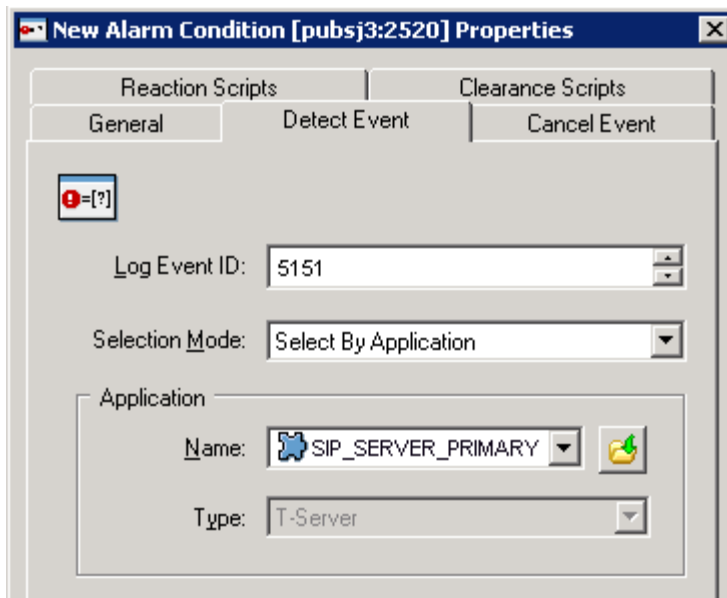 New Alarm Condition [pubsj3:2520] Properties
Reaction Scripts Clearance Scripts
General Detect Event Cancel Event
!=[?]
Log Event ID: 5151
Selection Mode: Select By Application
Application
Name: SIP_SERVER_PRIMARY
Type: T-Server